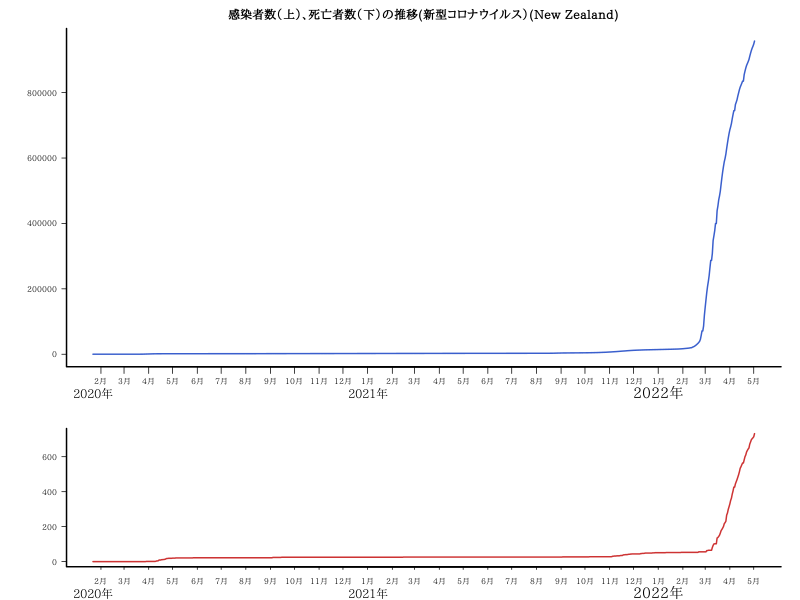 感染者数（上）、死亡者数（下）の推移(新型コロナウイルス）(New Zealand)
800000
600000
400000
200000
0
2月 3月 4月 5月 6月 7月 8月 9月 10月 11月 12月 1月 2月 3月 4月 5月 6月 7月 8月 9月 10月 11月 12月 1月 2月 3月 4月 5月
2020年 2021年 2022年
600
400
200
0
2月 3月 4月 5月 6月 7月 8月 9月 10月 11月 12月 1月 2月 3月 4月 5月 6月 7月 8月 9月 10月 11月 12月 1月 2月 3月 4月 5月
2020年 2021年 2022年